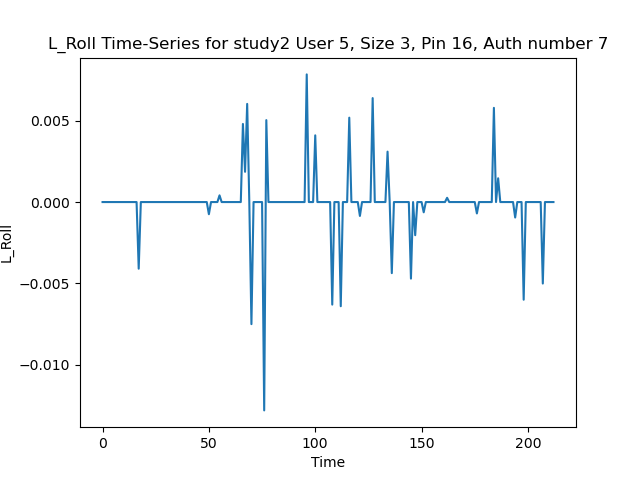 L_Roll Time-Series for study2 User 5, Size 3, Pin 16, Auth number 7
0.005
0.000
−0.005
−0.010
L_Roll
0 50 100 150 200
Time